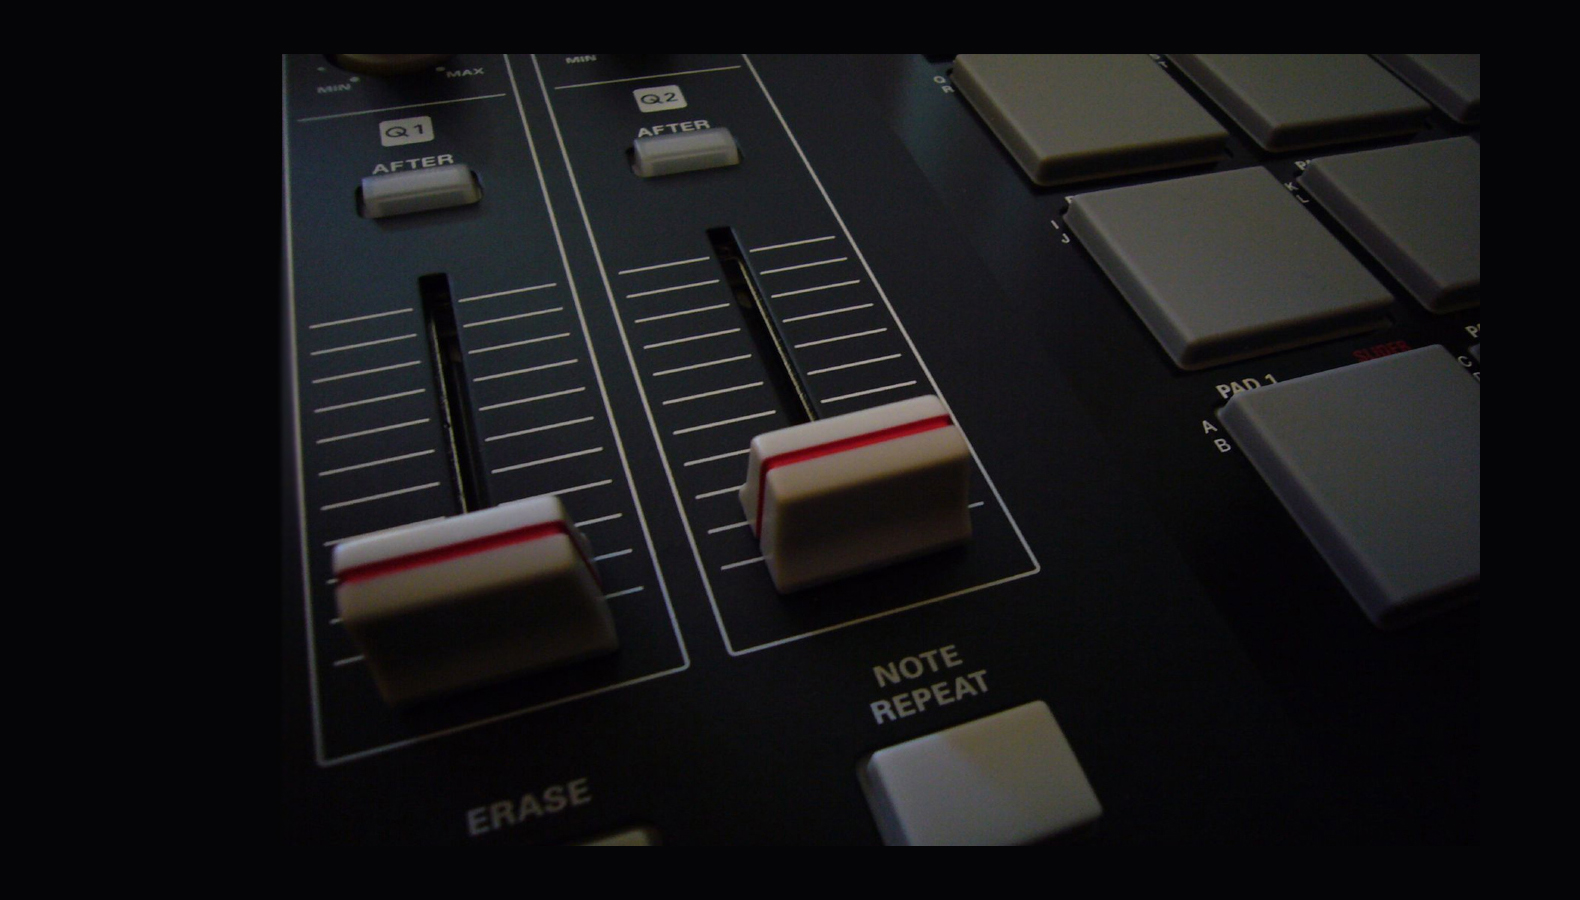 MIN
MAX
MIN
Q1
AFTER
Q2
AFTER
SLIDER
PAD 1
A
B
I
J
K
L
Q
R
C
NOTE
REPEAT
ERASE